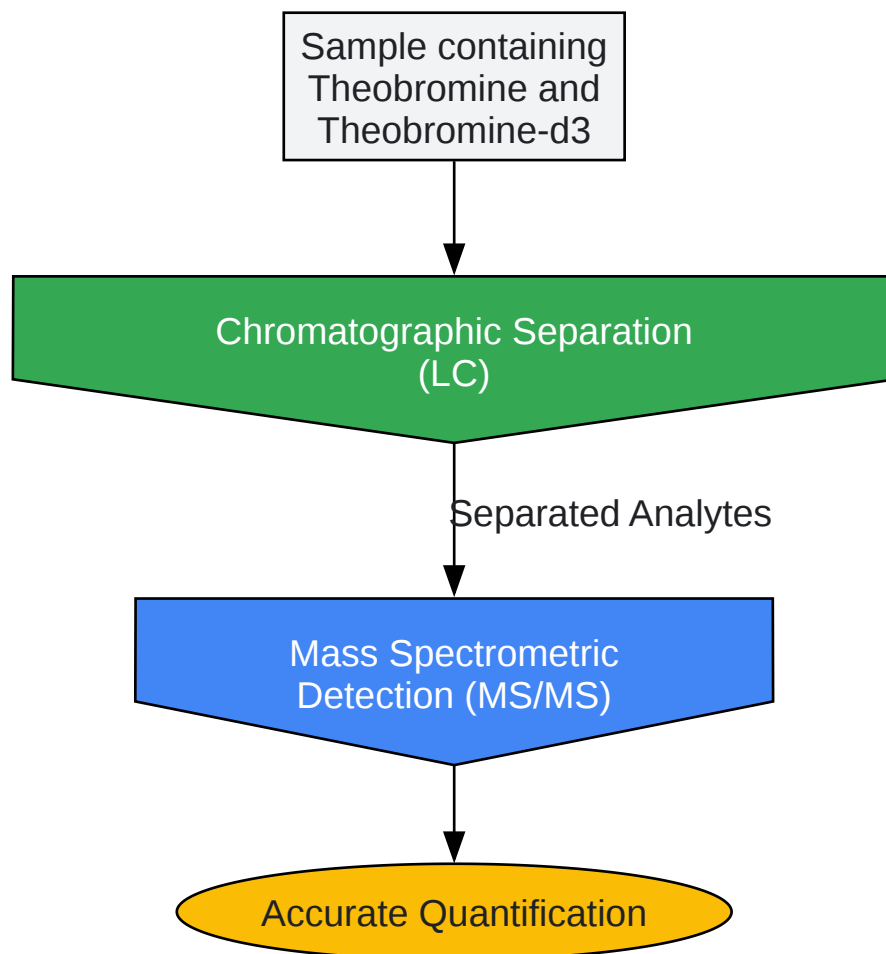 Sample containing
Theobromine and
Theobromine-d3
Chromatographic Separation
(LC)
Separated Analytes
Mass Spectrometric
Detection (MS/MS)
Accurate Quantification